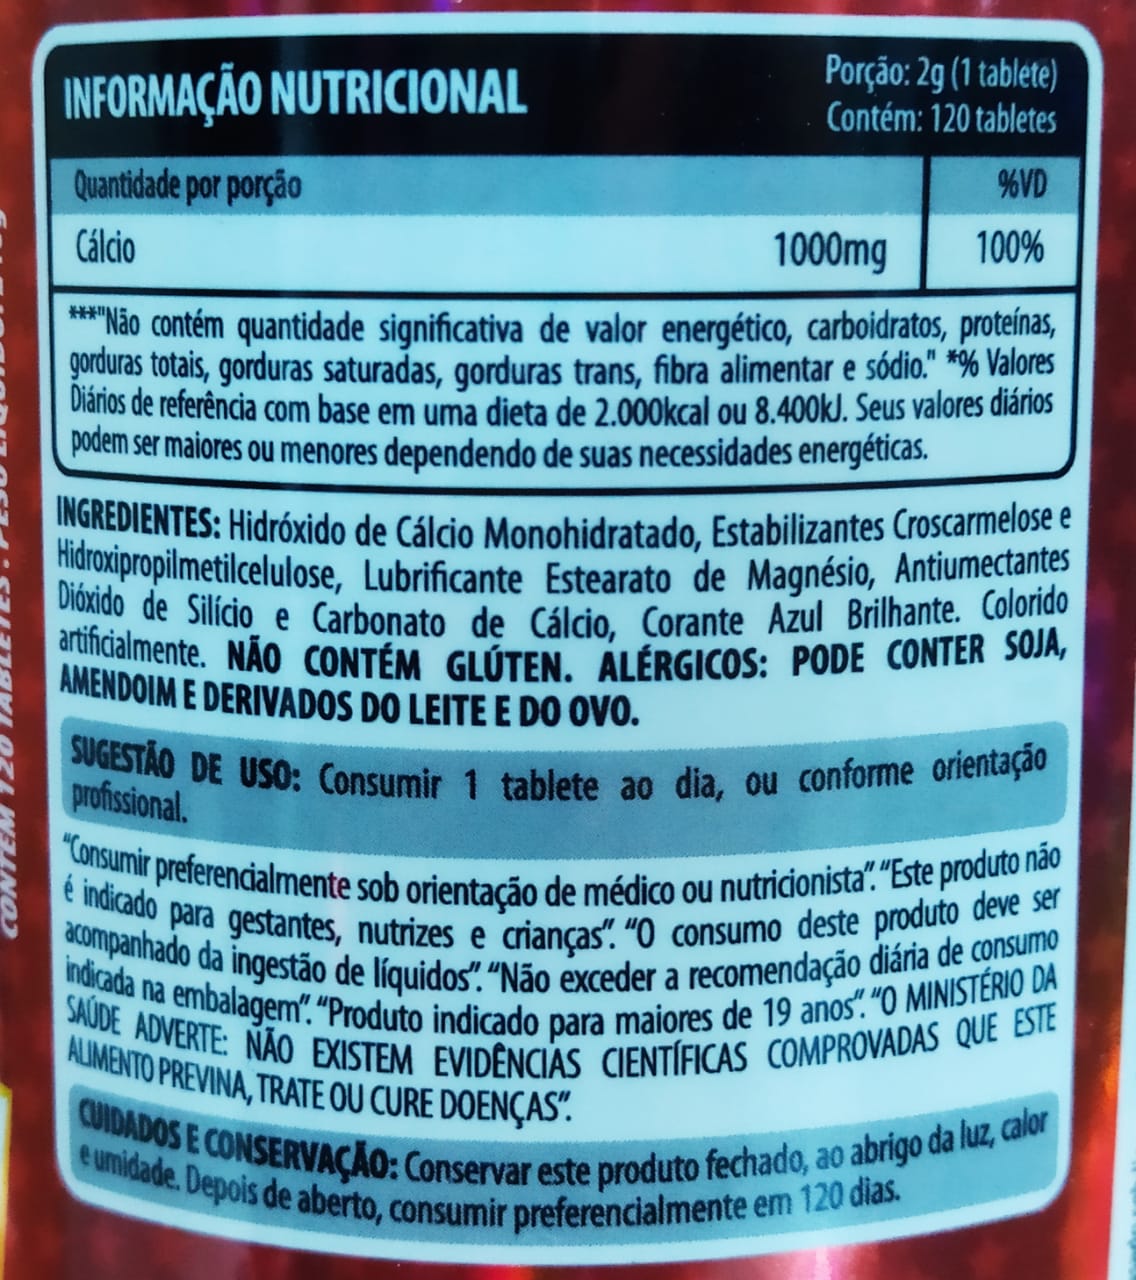 INFORMAÇÃO NUTRICIONAL
Porção: 2g (1 tablete)
Contém: 120 tabletes
Quantidade por porção %VD
Cálcio 1000mg 100%
***"Não contém quantidade significativa de valor energético, carboidratos, proteínas,
gorduras totais, gorduras saturadas, gorduras trans, fibra alimentar e sódio." *% Valores
Diários de referência com base em uma dieta de 2.000kcal ou 8.400kJ. Seus valores diários
podem ser maiores ou menores dependendo de suas necessidades energéticas.
INGREDIENTES: Hidróxido de Cálcio Monohidratado, Estabilizantes Croscarmelose e
Hidroxipropilmetilcelulose, Lubrificante Estearato de Magnésio, Antiumectantes
Dióxido de Silício e Carbonato de Cálcio, Corante Azul Brilhante. Colorido
artificialmente. NÃO CONTÉM GLÚTEN. ALÉRGICOS: PODE CONTER SOJA,
AMENDOIM E DERIVADOS DO LEITE E DO OVO.
SUGESTÃO DE USO: Consumir 1 tablete ao dia, ou conforme orientação
profissional.
“Consumir preferencialmente sob orientação de médico ou nutricionista”. “Este produto não
é indicado para gestantes, nutrizes e crianças”. “O consumo deste produto deve ser
acompanhado da ingestão de líquidos”. “Não exceder a recomendação diária de consumo
indicada na embalagem”. “Produto indicado para maiores de 19 anos”. “O MINISTÉRIO DA
SAÚDE ADVERTE: NÃO EXISTEM EVIDÊNCIAS CIENTÍFICAS COMPROVADAS QUE ESTE
ALIMENTO PREVINA, TRATE OU CURE DOENÇAS”.
CUIDADOS E CONSERVAÇÃO: Conservar este produto fechado, ao abrigo da luz, calor
e umidade. Depois de aberto, consumir preferencialmente em 120 dias.
CONTÉM 120 TABLETES . PESO LÍQUIDO: